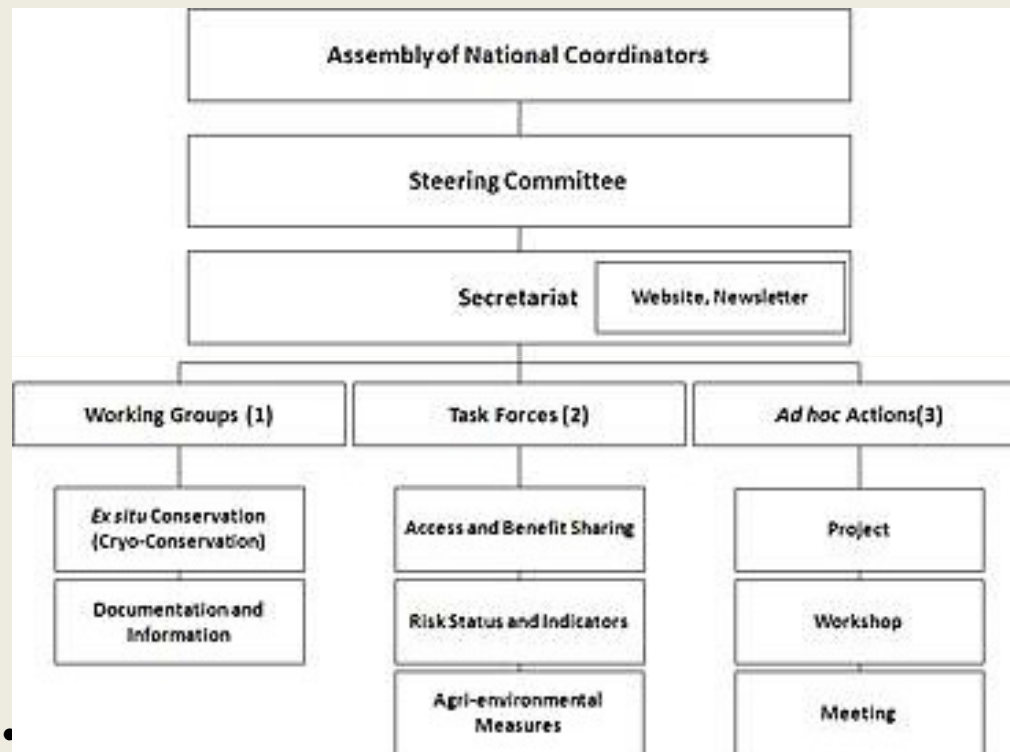 Assembly of National Coordinators
Steering Committee
Secretariat
Website, Newsletter
Working Groups (1)
Task Forces (2)
Ad hoc Actions(3)
Ex situ Conservation
(Cryo-Conservation)
Documentation and
Information
Access and Benefit Sharing
Risk Status and Indicators
Agri-environmental
Measures
Project
Workshop
Meeting